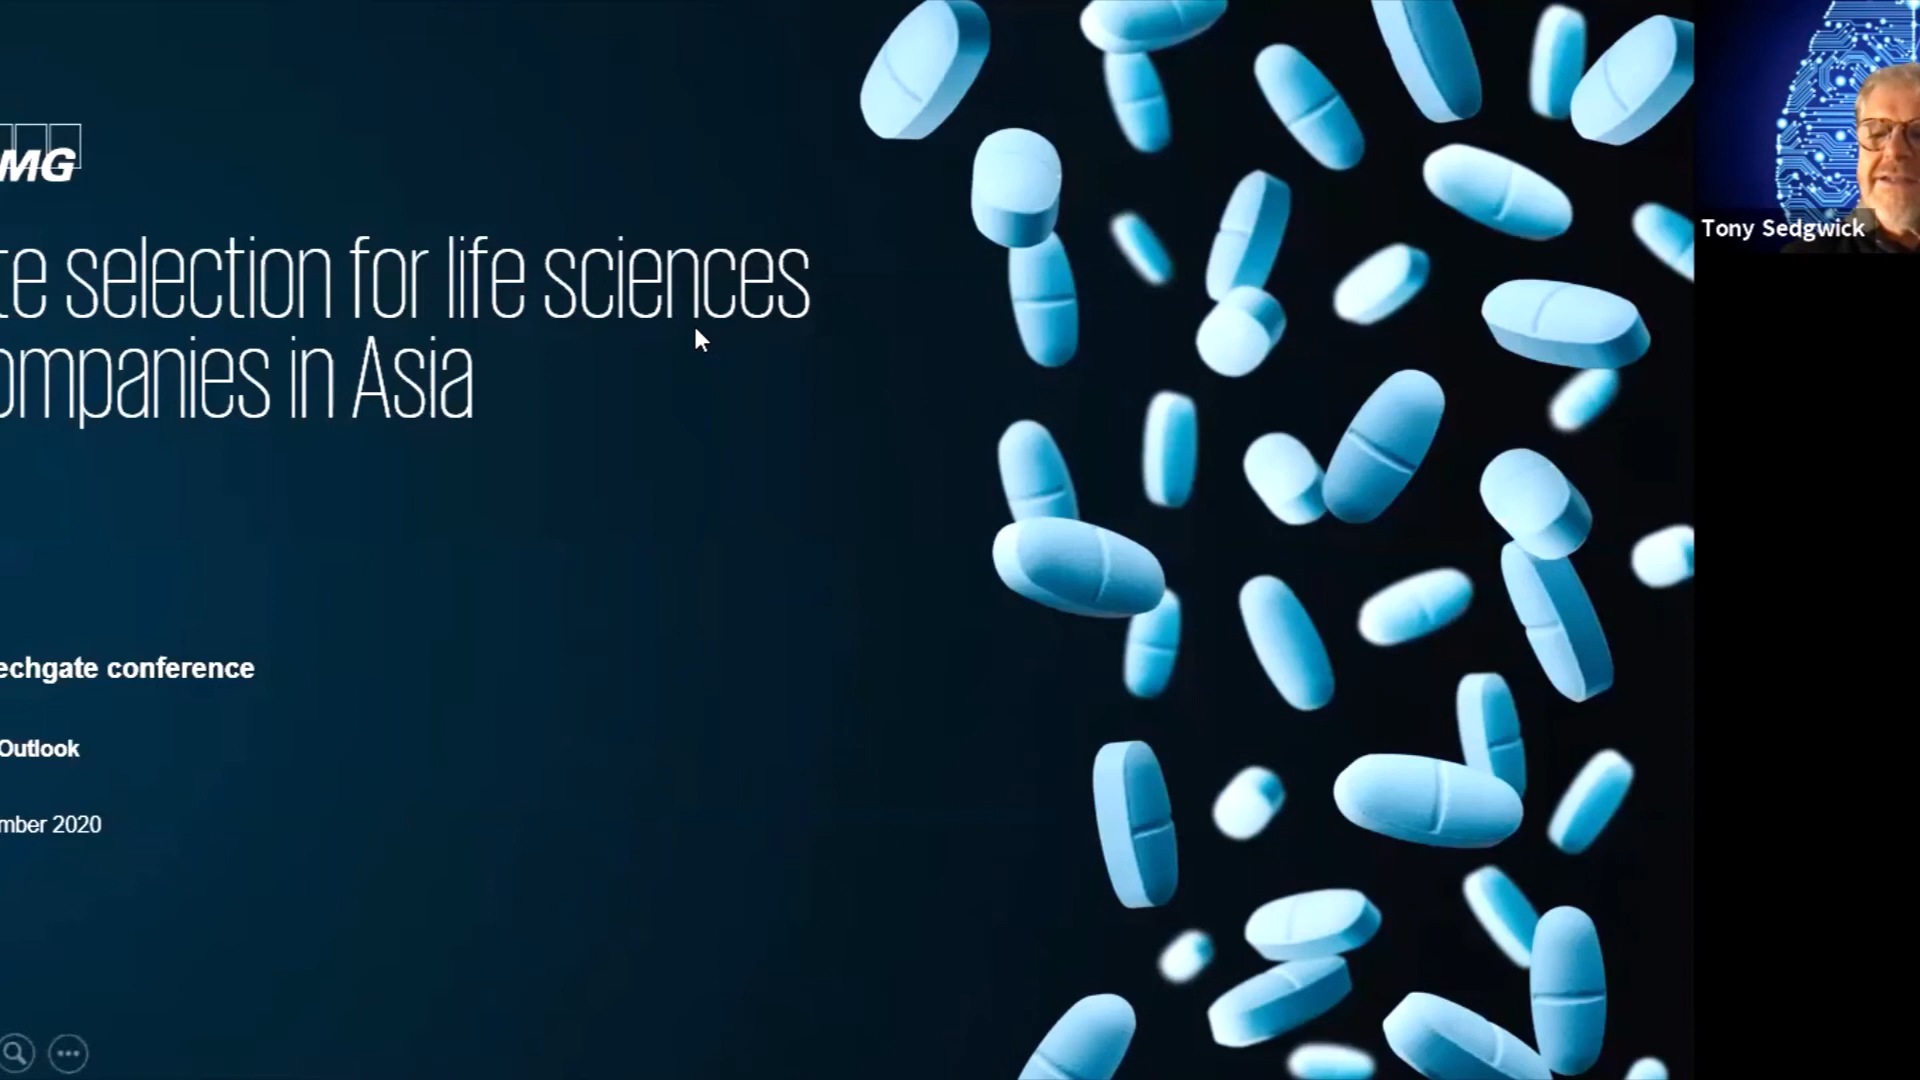 MG
te selection for life sciences
ompanies in Asia
echgate conference
Outlook
mber 2020
Tony Sedgwick